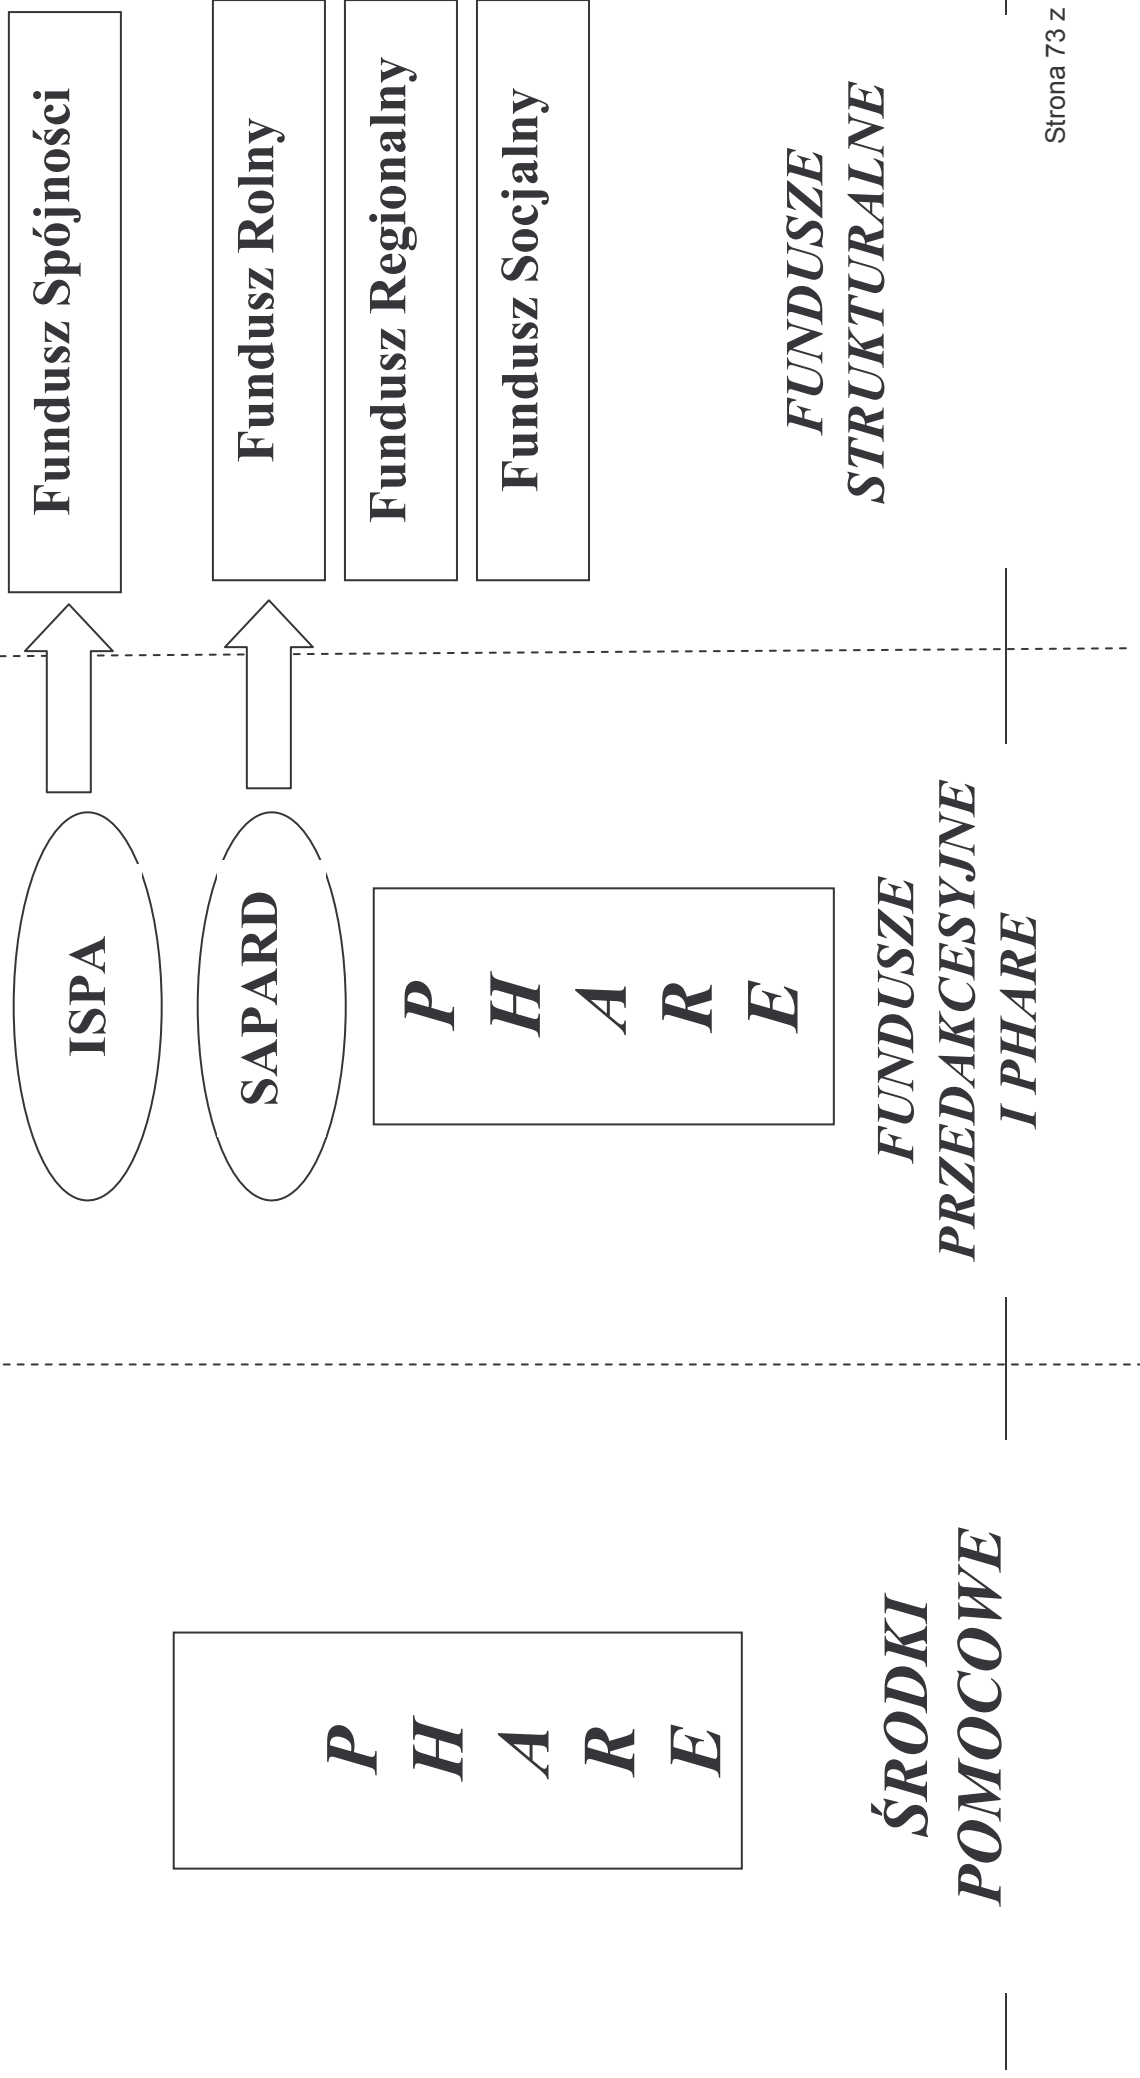 P
H
A
R
E
ŚRODKI
POMOCOWE
ISPA
SAPARD
P
H
A
R
E
FUNDUSZE
PRZEDAKCESYJNE
I PHARE
Fundusz Spójności
Fundusz Rolny
Fundusz Regionalny
Fundusz Socjalny
FUNDUSZE
STRUKTURALNE
Strona 73 z